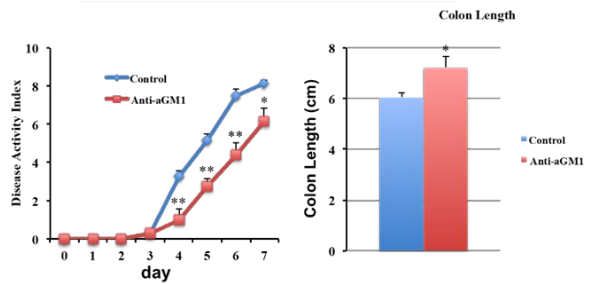 Colon Length
10
8
6
4
2
0
Disease Activity Index
Control
Anti-aGM1
**
**
**
*
0 1 2 3 4 5 6 7
day
8
6
4
2
0
Colon Length (cm)
*
Control
Anti-aGM1